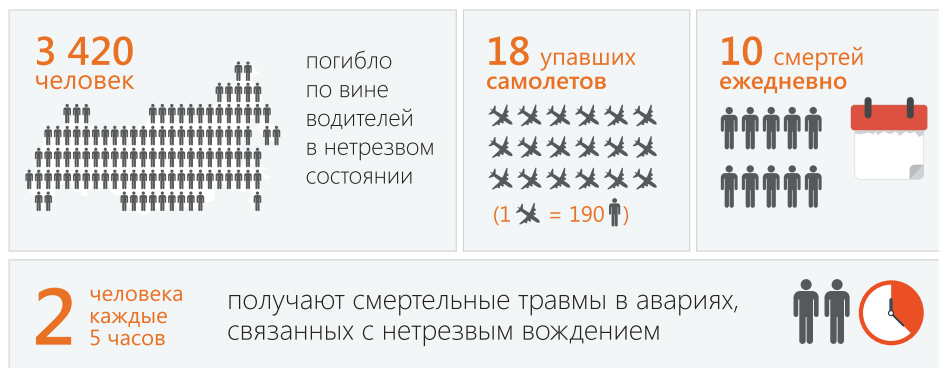 3 420
человек
погибло
по вине
водителей
в нетрезвом
состоянии
18 упавших
самолетов
(1 = 190 )
10 смертей
ежедневно
2
человека
каждые
5 часов
получают смертельные травмы в авариях,
связанных с нетрезвым вождением